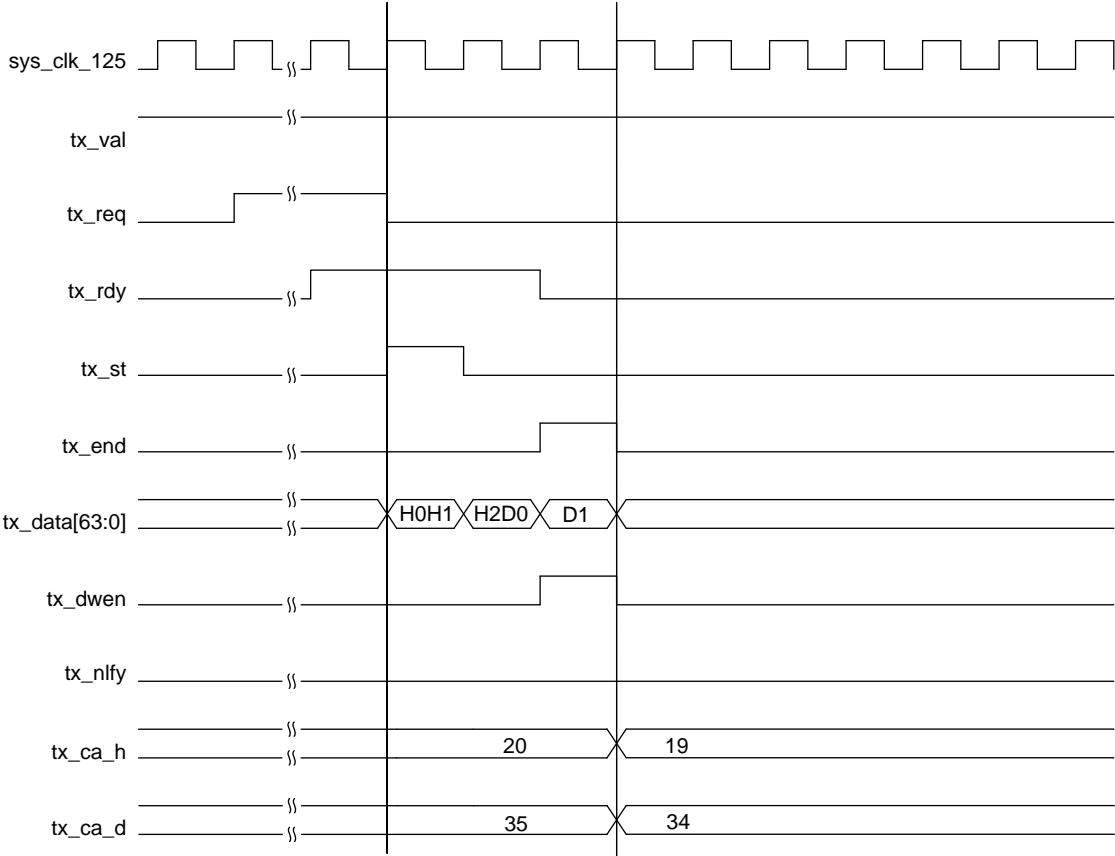 sys_clk_125
tx_val
tx_req
tx_rdy
tx_st
tx_end
tx_data[63:0] H0H1 H2D0 D1
tx_dwen
tx_nlfy
tx_ca_h 20 19
tx_ca_d 35 34